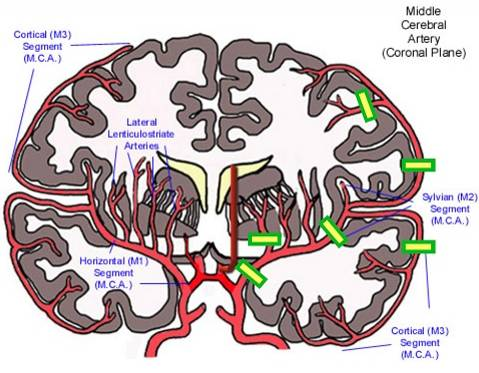 Middle
Cerebral
Artery
(Coronal Plane)
Cortical (M3)
Segment
(M.C.A.)
Lateral
Lenticulostriate
Arteries
Sylvian (M2)
Segment
(M.C.A.)
Horizontal (M1)
Segment
(M.C.A.)
Cortical (M3)
Segment
(M.C.A.)